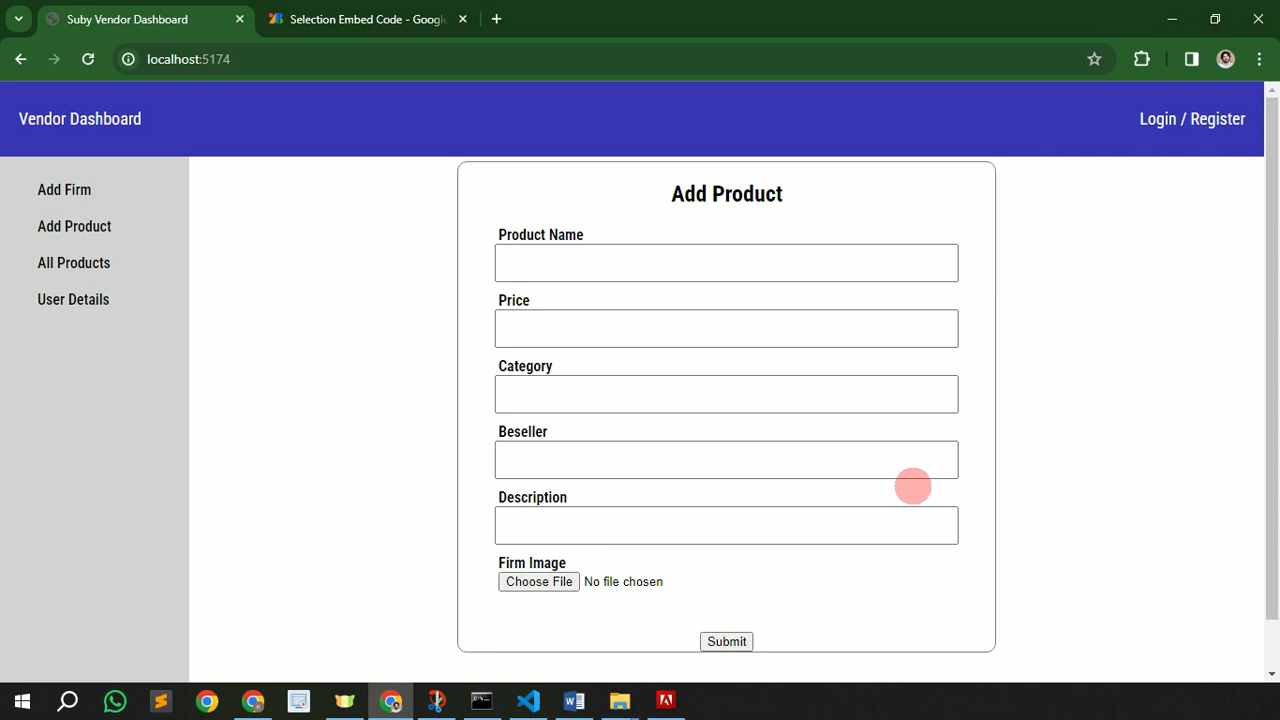 Suby Vendor Dashboard
Selection Embed Code - Google
localhost:5174
Vendor Dashboard
Login / Register
Add Firm
Add Product
All Products
User Details
Add Product
Product Name
Price
Category
Beseller
Description
Firm Image
Choose File No file chosen
Submit